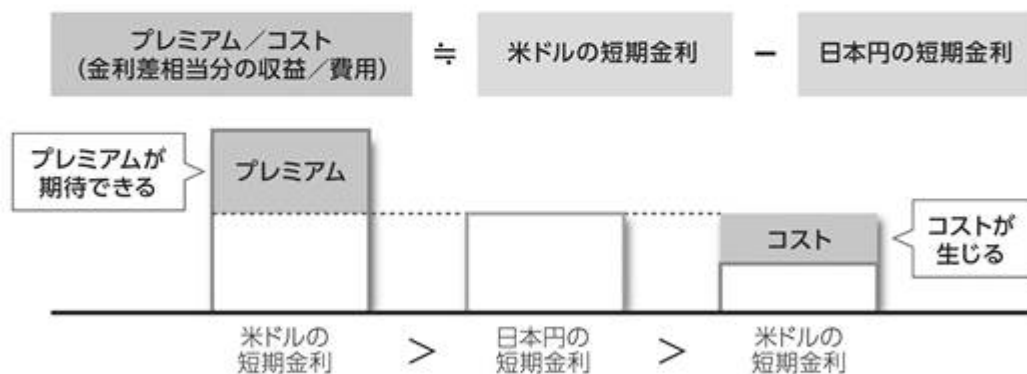 プレミアム／コスト
（金利差相当分の収益／費用）
≒
米ドルの短期金利
－
日本円の短期金利
プレミアムが
期待できる
プレミアム
コスト
コストが
生じる
米ドルの
短期金利
＞
日本円の
短期金利
＞
米ドルの
短期金利